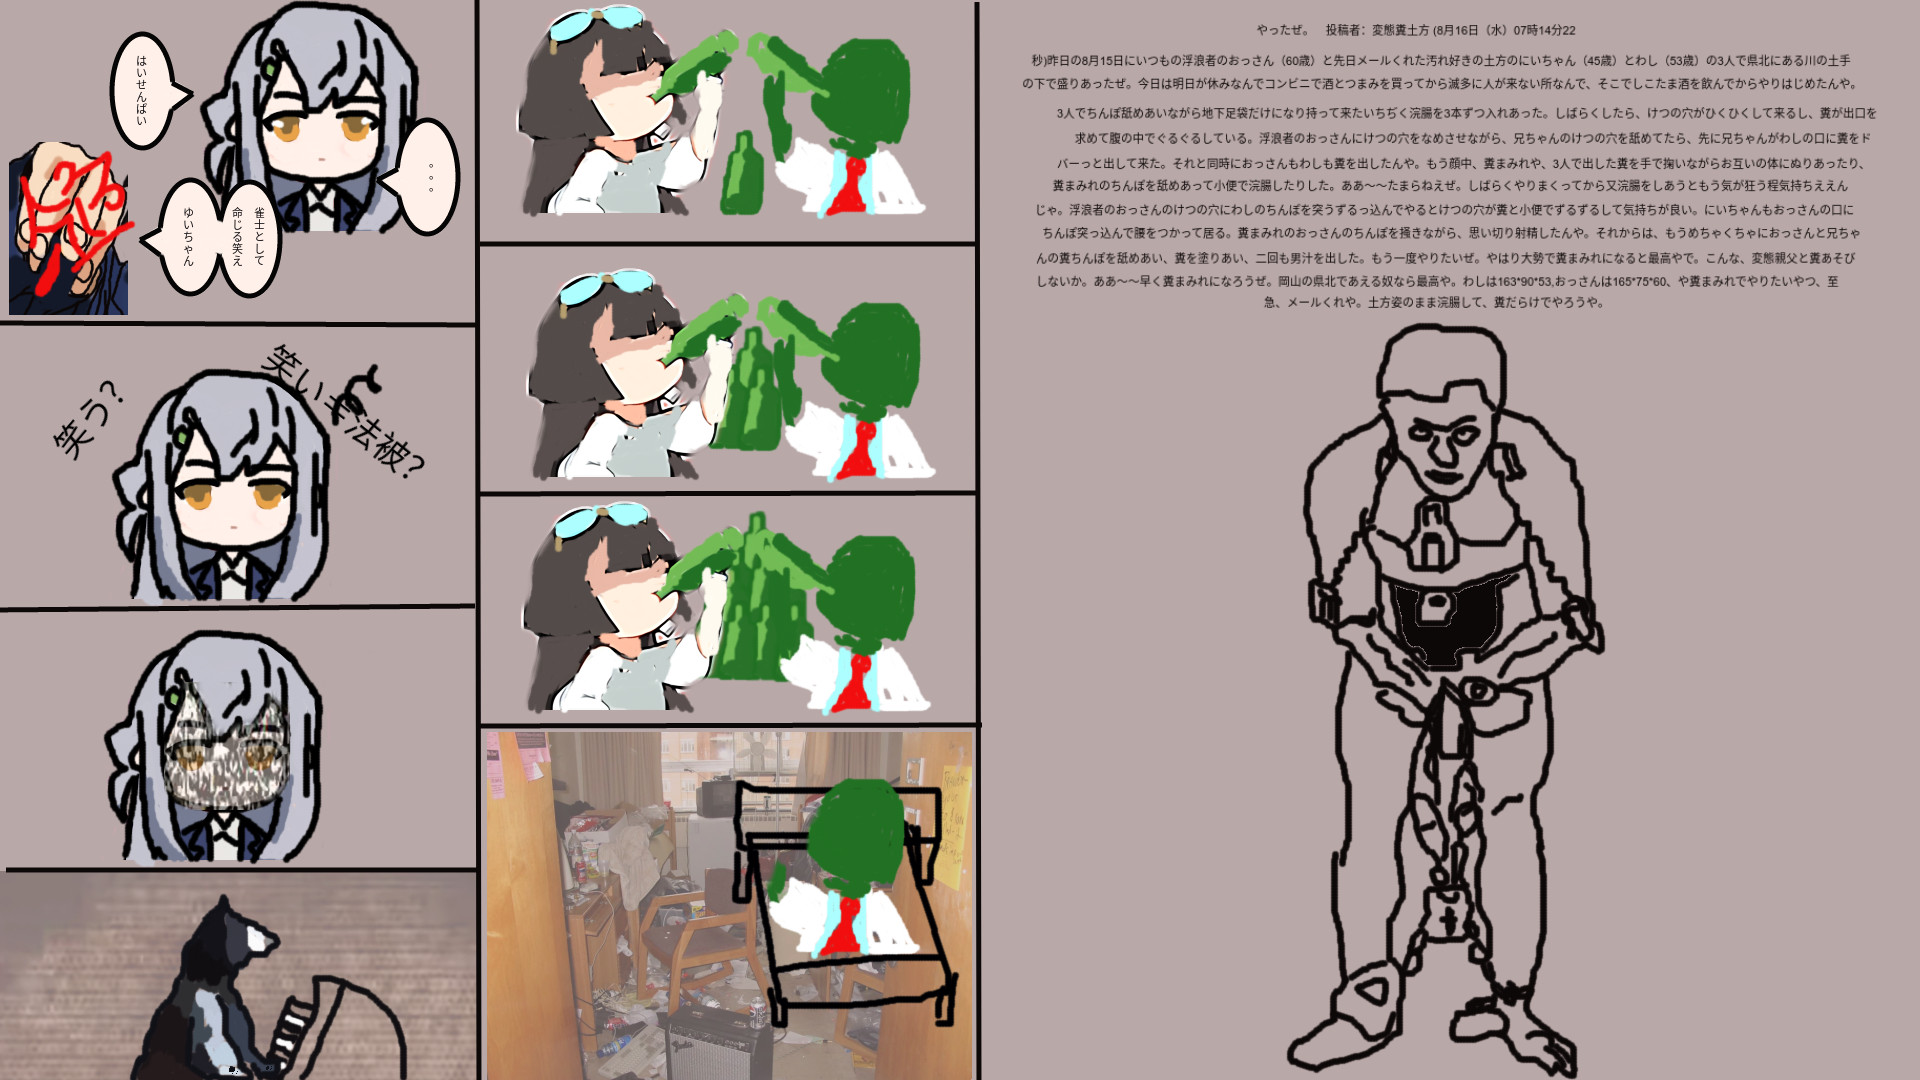 はいせんぱい
。。。
雀士として
命じる笑え
ゆいちゃん
笑う?
笑い手法被?
やったぜ。　投稿者：変態糞土方 (8月16日（水）07時14分22
秒)昨日の8月15日にいつもの浮浪者のおっさん（60歳）と先日メールくれた汚れ好きの土方のにいちゃん（45歳）とわし（53歳）の3人で県北にある川の土手
の下で盛りあったぜ。今日は明日が休みなんでコンビニで酒とつまみを買ってから滅多に人が来ない所なんで、そこでしこたま酒を飲んでからやりはじめたんや。
3人でちんぽ舐めあいながら地下足袋だけになり持って来たいちぢく浣腸を3本ずつ入れあった。しばらくしたら、けつの穴がひくひくして来るし、糞が出口を
求めて腹の中でぐるぐるしている。浮浪者のおっさんにけつの穴をなめさせながら、兄ちゃんのけつの穴を舐めてたら、先に兄ちゃんがわしの口に糞をド
バーっと出して来た。それと同時におっさんもわしも糞を出したんや。もう顔中、糞まみれや、3人で出した糞を手で掬いながらお互いの体にぬりあったり、
糞まみれのちんぽを舐めあって小便で浣腸したりした。ああ～～たまらねえぜ。しばらくやりまくってから又浣腸をしあうともう気が狂う程気持ちええん
じゃ。浮浪者のおっさんのけつの穴にわしのちんぽを突うずるっ込んでやるとけつの穴が糞と小便でずるずるして気持ちが良い。にいちゃんもおっさんの口に
ちんぽ突っ込んで腰をつかって居る。糞まみれのおっさんのちんぽを掻きながら、思い切り射精したんや。それからは、もうめちゃくちゃにおっさんと兄ちゃ
んの糞ちんぽを舐めあい、糞を塗りあい、二回も男汁を出した。もう一度やりたいぜ。やはり大勢で糞まみれになると最高やで。こんな、変態親父と糞あそび
しないか。ああ～～早く糞まみれになろうぜ。岡山の県北であえる奴なら最高や。わしは163*90*53,おっさんは165*75*60、や糞まみれでやりたいやつ、至
急、メールくれや。土方姿のまま浣腸して、糞だらけでやろうや。